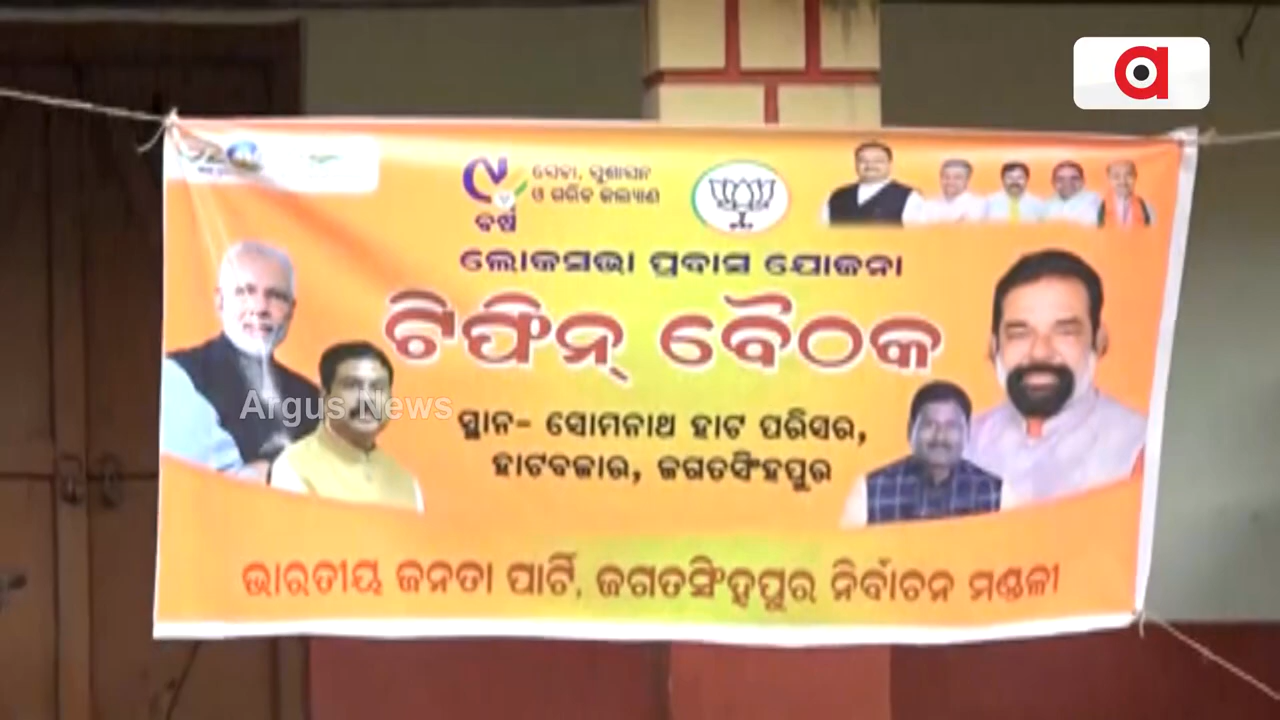 ୯
ବର୍ଷ
ସେବା, ସୁଶାସନ
ଓ ଗରିବ କଲ୍ୟାଣ
ଲୋକସଭା ପ୍ରବାସ ଯୋଜନା
ଟିଫିନ୍ ବୈଠକ
ସ୍ଥାନ- ସୋମନାଥ ହାଟ ପରିସର,
ହାଟବଜାର, ଜଗତସିଂହପୁର
ଭାରତୀୟ ଜନତା ପାର୍ଟି, ଜଗତସିଂହପୁର ନିର୍ବାଚନ ମଣ୍ଡଳୀ
Argus News
a